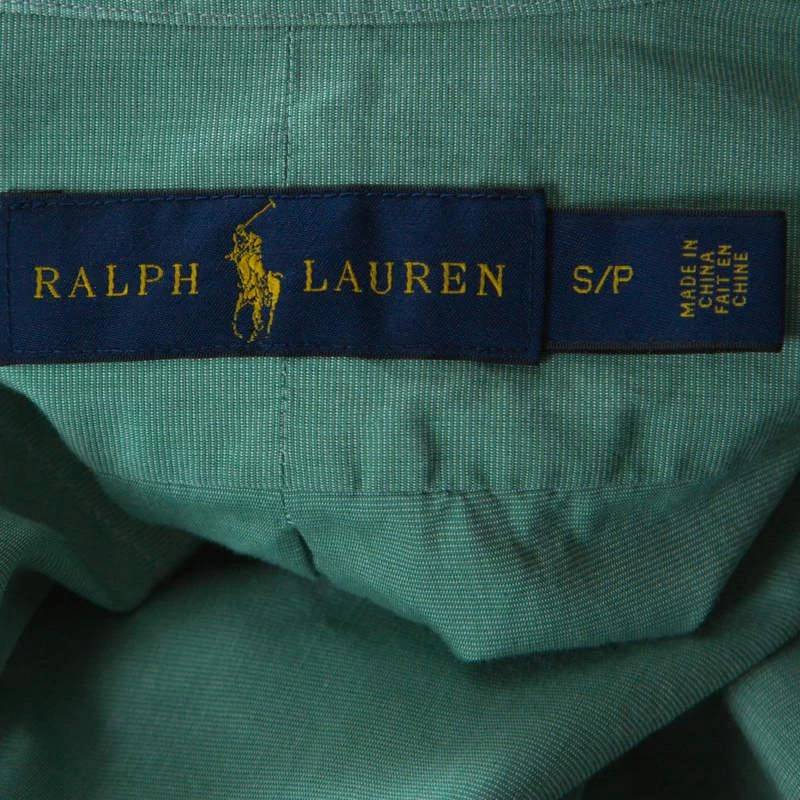 RALPH LAUREN
S/P
MADE IN
CHINA
FAIT EN
CHINE